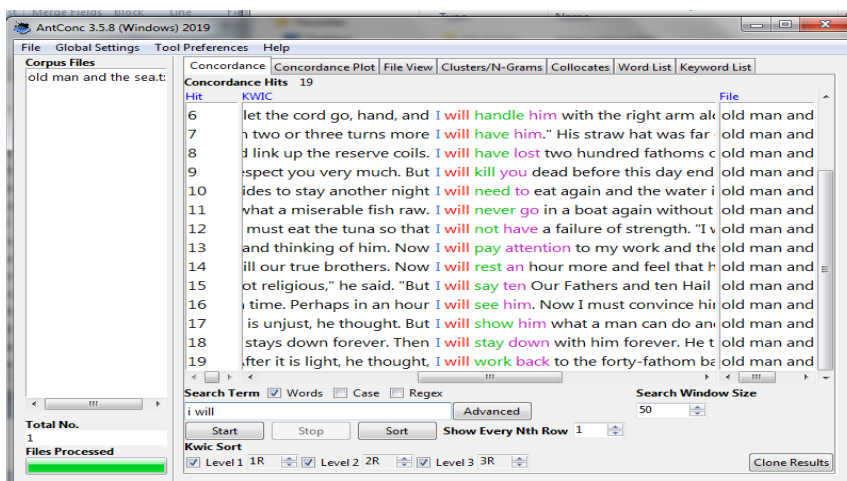 Merge Fields Block Line
AntConc 3.5.8 (Windows) 2019
File Global Settings Tool Preferences Help
Corpus Files
old man and the sea.t
Concordance Concordance Plot File View Clusters/N-Grams Collocates Word List Keyword List
Concordance Hits 19
Hit KWIC File
6 let the cord go, hand, and I will handle him with the right arm al old man and
7 two or three turns more I will have him." His straw hat was far old man and
8 link up the reserve coils. I will have lost two hundred fathoms old man and
9 spect you very much. But I will kill you dead before this day end old man and
10 ides to stay another night I will need to eat again and the water i old man and
11 what a miserable fish raw. I will never go in a boat again without old man and
12 must eat the tuna so that I will not have a failure of strength. "I old man and
13 and thinking of him. Now I will pay attention to my work and the old man and
14 ill our true brothers. Now I will rest an hour more and feel that h old man and
15 ot religious," he said. "But I will say ten Our Fathers and ten Hail old man and
16 time. Perhaps in an hour I will see him. Now I must convince hi old man and
17 is unjust, he thought. But I will show him what a man can do an old man and
18 stays down forever. Then I will stay down with him forever. He t old man and
19 After it is light, he thought, I will work back to the forty-fathom ba old man and
Search Term Words Case Regex Search Window Size
i will Advanced 50
Total No.
1
Start Stop Sort Show Every Nth Row 1
Files Processed
Kwic Sort
Level 1 1R Level 2 2R Level 3 3R Clone Results